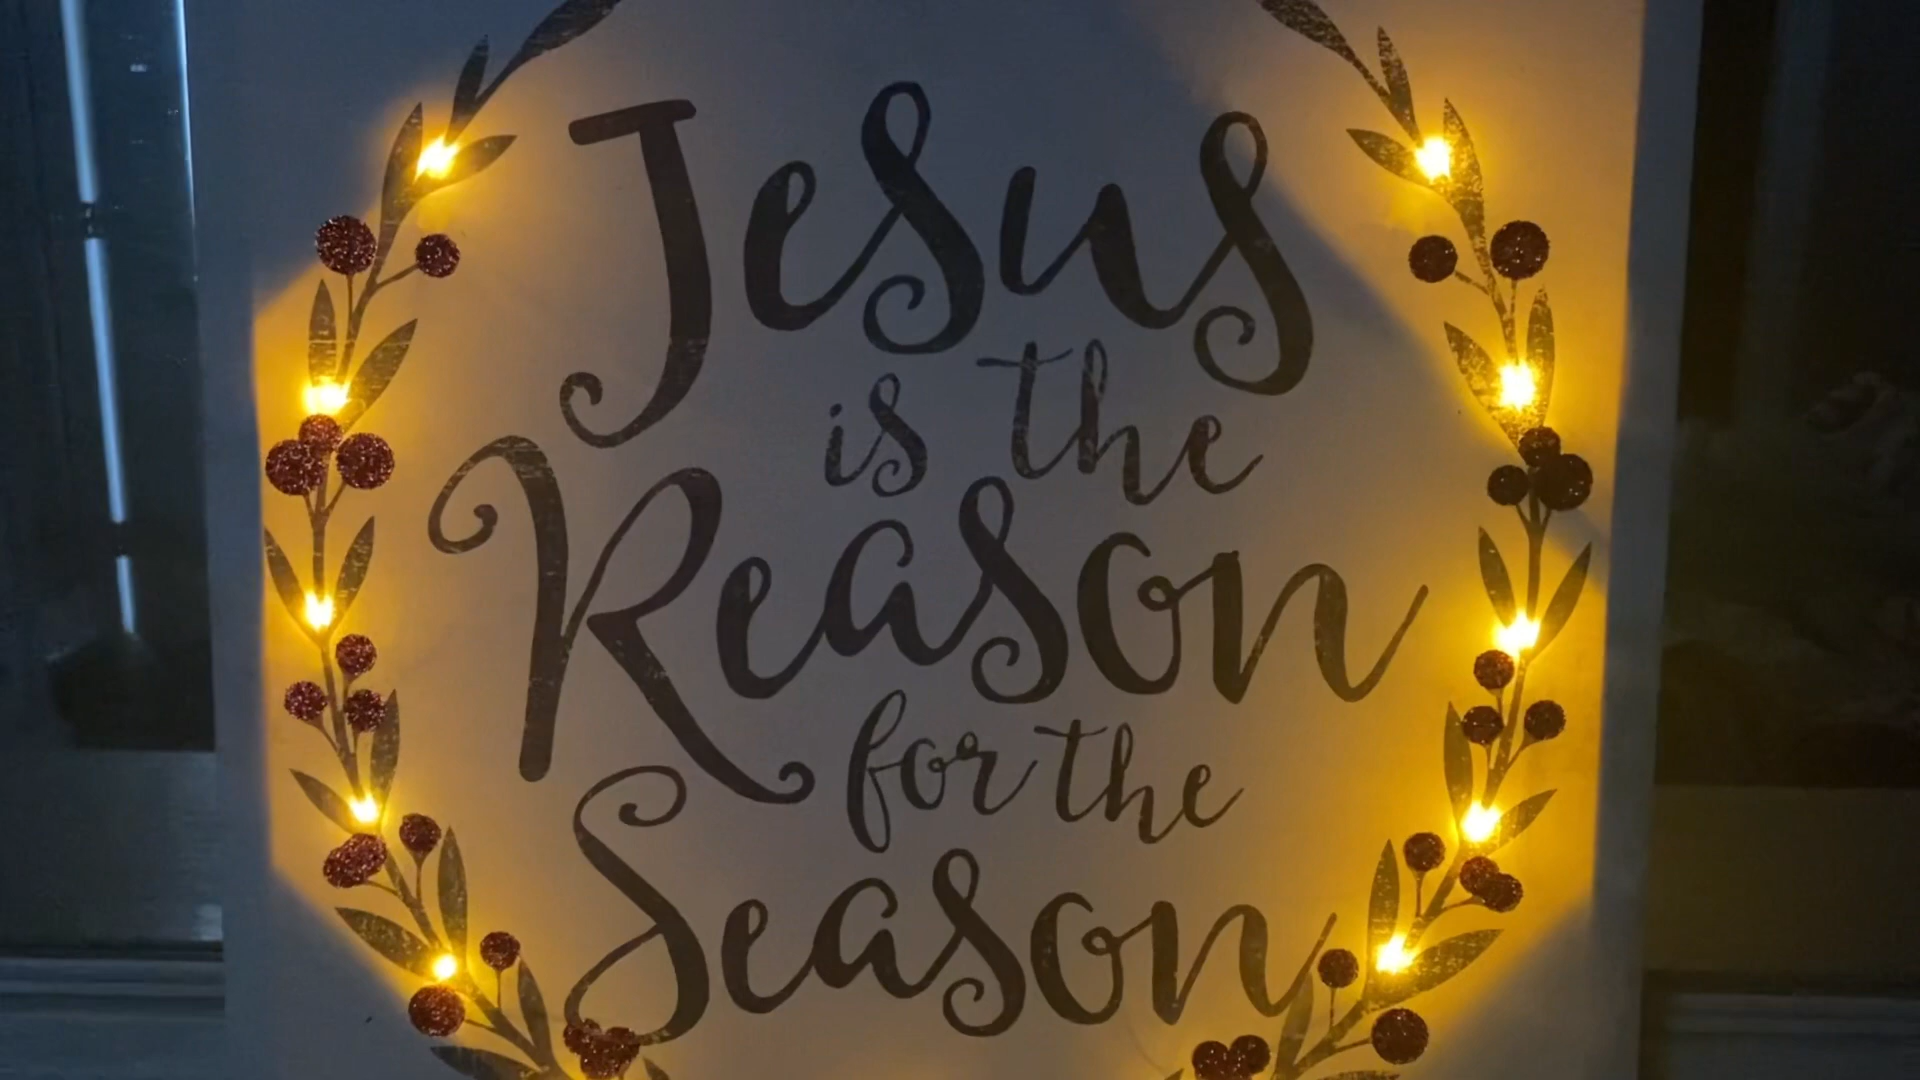 Jesus
is the
Reason
for the
Season